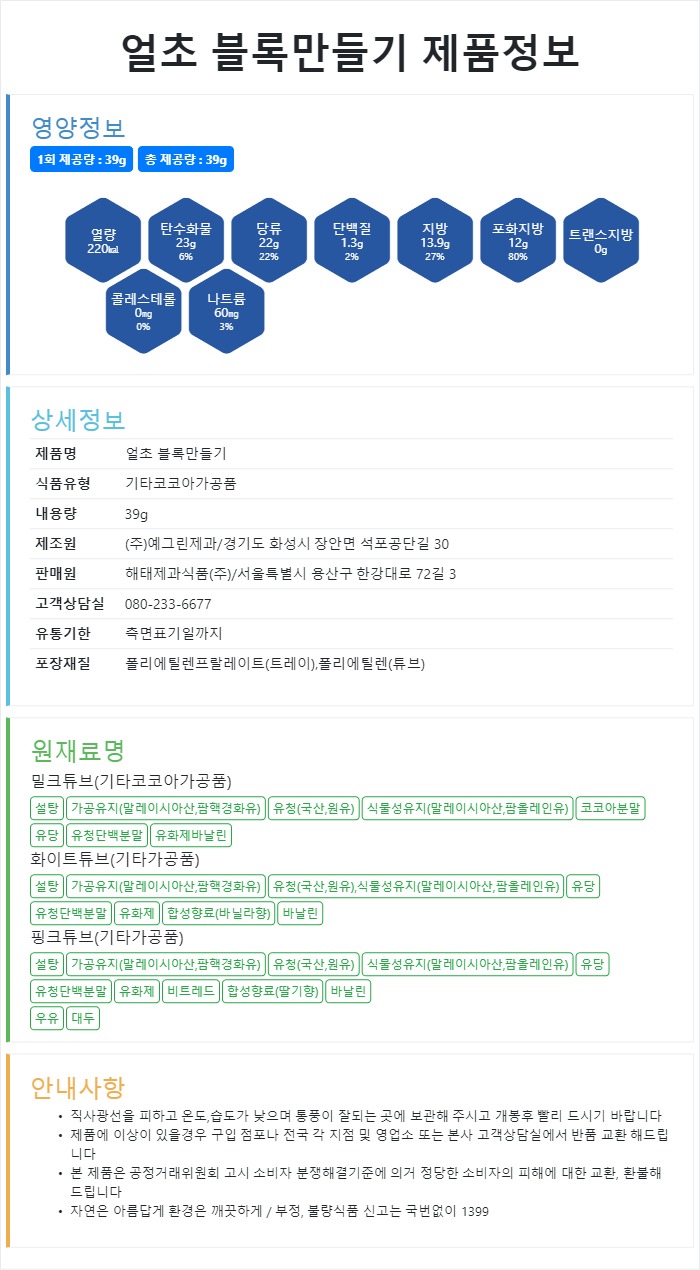 얼초 블록만들기 제품정보
영양정보
1회 제공량 : 39g 총 제공량 : 39g
열량
220㎉
탄수화물
23g
6%
당류
22g
22%
단백질
1.3g
2%
지방
13.9g
27%
포화지방
12g
80%
트랜스지방
0g
콜레스테롤
0㎎
0%
나트륨
60㎎
3%
상세정보
제품명 얼초 블록만들기
식품유형 기타코코아가공품
내용량 39g
제조원 (주)예그린제과/경기도 화성시 장안면 석포공단길 30
판매원 해태제과식품(주)/서울특별시 용산구 한강대로 72길 3
고객상담실 080-233-6677
유통기한 측면표기일까지
포장재질 폴리에틸렌프탈레이트(트레이),폴리에틸렌(튜브)
원재료명
밀크튜브(기타코코아가공품)
설탕 가공유지(말레이시아산,팜핵경화유) 유청(국산,원유) 식물성유지(말레이시아산,팜올레인유) 코코아분말
유당 유청단백분말 유화제바닐린
화이트튜브(기타가공품)
설탕 가공유지(말레이시아산,팜핵경화유) 유청(국산,원유),식물성유지(말레이시아산,팜올레인유) 유당
유청단백분말 유화제 합성향료(바닐라향) 바닐린
핑크튜브(기타가공품)
설탕 가공유지(말레이시아산,팜핵경화유) 유청(국산,원유) 식물성유지(말레이시아산,팜올레인유) 유당
유청단백분말 유화제 비트레드 합성향료(딸기향) 바닐린
우유 대두
안내사항
• 직사광선을 피하고 온도,습도가 낮으며 통풍이 잘되는 곳에 보관해 주시고 개봉후 빨리 드시기 바랍니다
• 제품에 이상이 있을경우 구입 점포나 전국 각 지점 및 영업소 또는 본사 고객상담실에서 반품 교환 해드립
니다
• 본 제품은 공정거래위원회 고시 소비자 분쟁해결기준에 의거 정당한 소비자의 피해에 대한 교환, 환불해
드립니다
• 자연은 아름답게 환경은 깨끗하게 / 부정, 불량식품 신고는 국번없이 1399